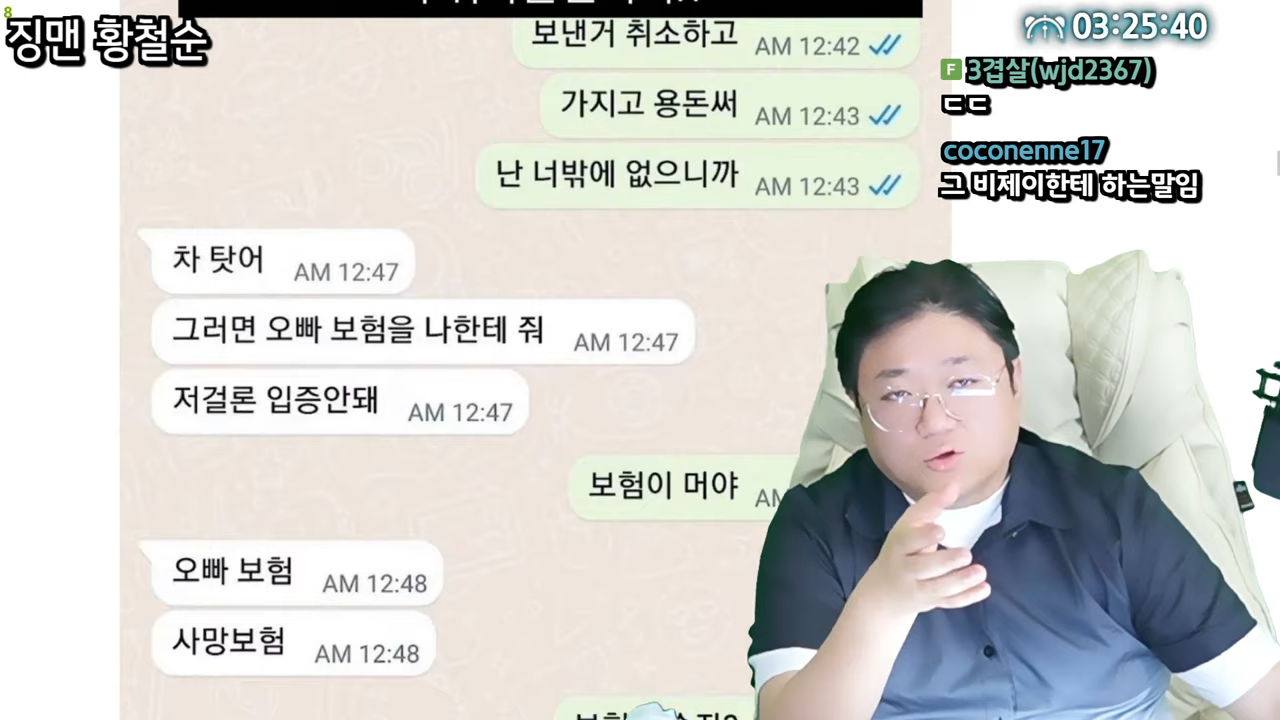 8
징맨 황철순
03:25:40
F 3겹살(wjd2367)
ㄷㄷ
coconenne17
그 비제이한테 하는말임
보낸거 취소하고 AM 12:42
가지고 용돈써 AM 12:43
난 너밖에 없으니까 AM 12:43
차 탓어 AM 12:47
그러면 오빠 보험을 나한테 줘 AM 12:47
저걸론 입증안돼 AM 12:47
보험이 머야 AM
오빠 보험 AM 12:48
사망보험 AM 12:48